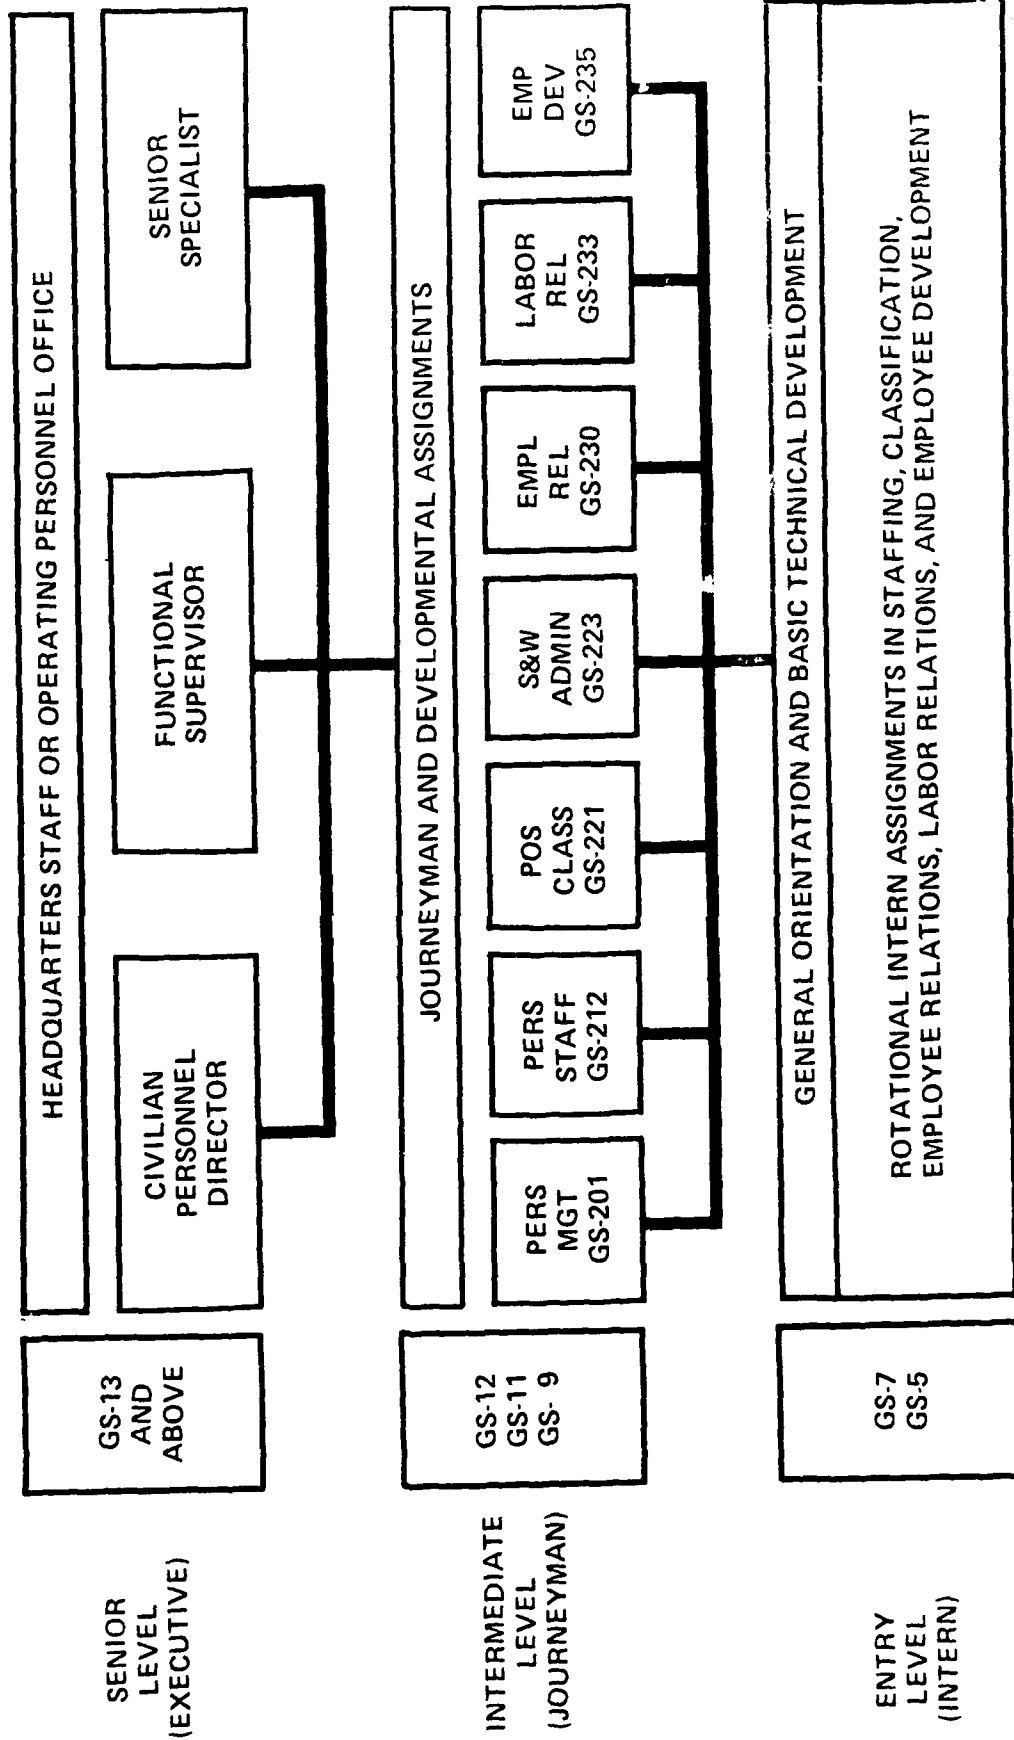 SENIOR
LEVEL
(EXECUTIVE)
GS-13
AND
ABOVE
HEADQUARTERS STAFF OR OPERATING PERSONNEL OFFICE
CIVILIAN
PERSONNEL
DIRECTOR
FUNCTIONAL
SUPERVISOR
SENIOR
SPECIALIST
INTERMEDIATE
LEVEL
(JOURNEYMAN)
GS-12
GS-11
GS- 9
JOURNEYMAN AND DEVELOPMENTAL ASSIGNMENTS
PERS
MGT
GS-201
PERS
STAFF
GS-212
POS
CLASS
GS-221
S&W
ADMIN
GS-223
EMPL
REL
GS-230
LABOR
REL
GS-233
EMP
DEV
GS-235
ENTRY
LEVEL
(INTERN)
GS-7
GS-5
GENERAL ORIENTATION AND BASIC TECHNICAL DEVELOPMENT
ROTATIONAL INTERN ASSIGNMENTS IN STAFFING, CLASSIFICATION,
EMPLOYEE RELATIONS, LABOR RELATIONS, AND EMPLOYEE DEVELOPMENT